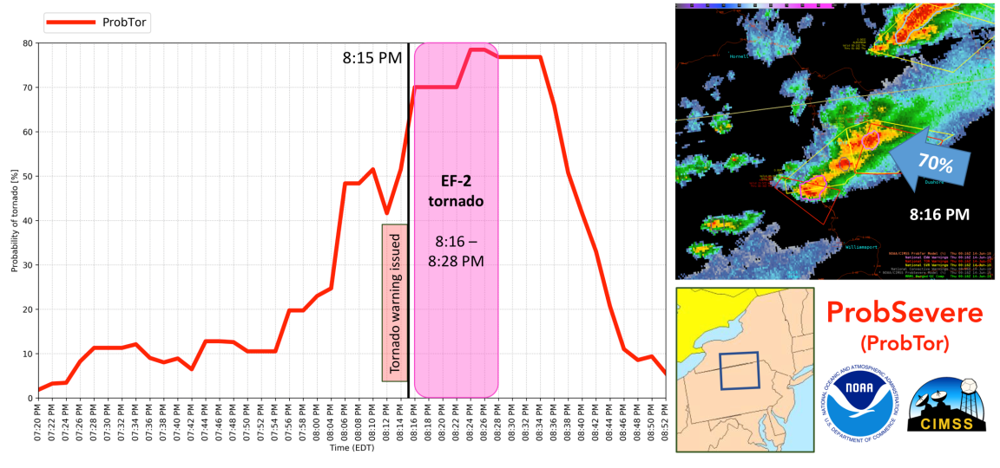 ProbTor
80
70
60
50
40
30
20
10
0
Probability of tornado [%]
8:15 PM
Tornado warning issued
EF-2
tornado
8:16 –
8:28 PM
07:20 PM
07:22 PM
07:24 PM
07:26 PM
07:28 PM
07:30 PM
07:32 PM
07:34 PM
07:36 PM
07:38 PM
07:40 PM
07:42 PM
07:44 PM
07:46 PM
07:48 PM
07:50 PM
07:52 PM
07:54 PM
07:56 PM
07:58 PM
08:00 PM
08:02 PM
08:04 PM
08:06 PM
08:08 PM
08:10 PM
08:12 PM
08:14 PM
08:16 PM
08:18 PM
08:20 PM
08:22 PM
08:24 PM
08:26 PM
08:28 PM
08:30 PM
08:32 PM
08:34 PM
08:36 PM
08:38 PM
08:40 PM
08:42 PM
08:44 PM
08:46 PM
08:48 PM
08:50 PM
08:52 PM
Time (EDT)
Hornell
70%
Dushore
8:16 PM
Williamsport
ProbSevere
(ProbTor)
NATIONAL OCEANIC AND ATMOSPHERIC ADMINISTRATION
NOAA
U.S. DEPARTMENT OF COMMERCE
CIMSS